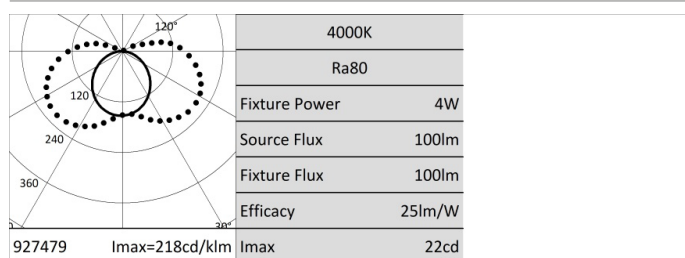 120°
120
240
360
30°
927479 Imax=218cd/klm
4000K
Ra80
Fixture Power 4W
Source Flux 100lm
Fixture Flux 100lm
Efficacy 25lm/W
Imax 22cd